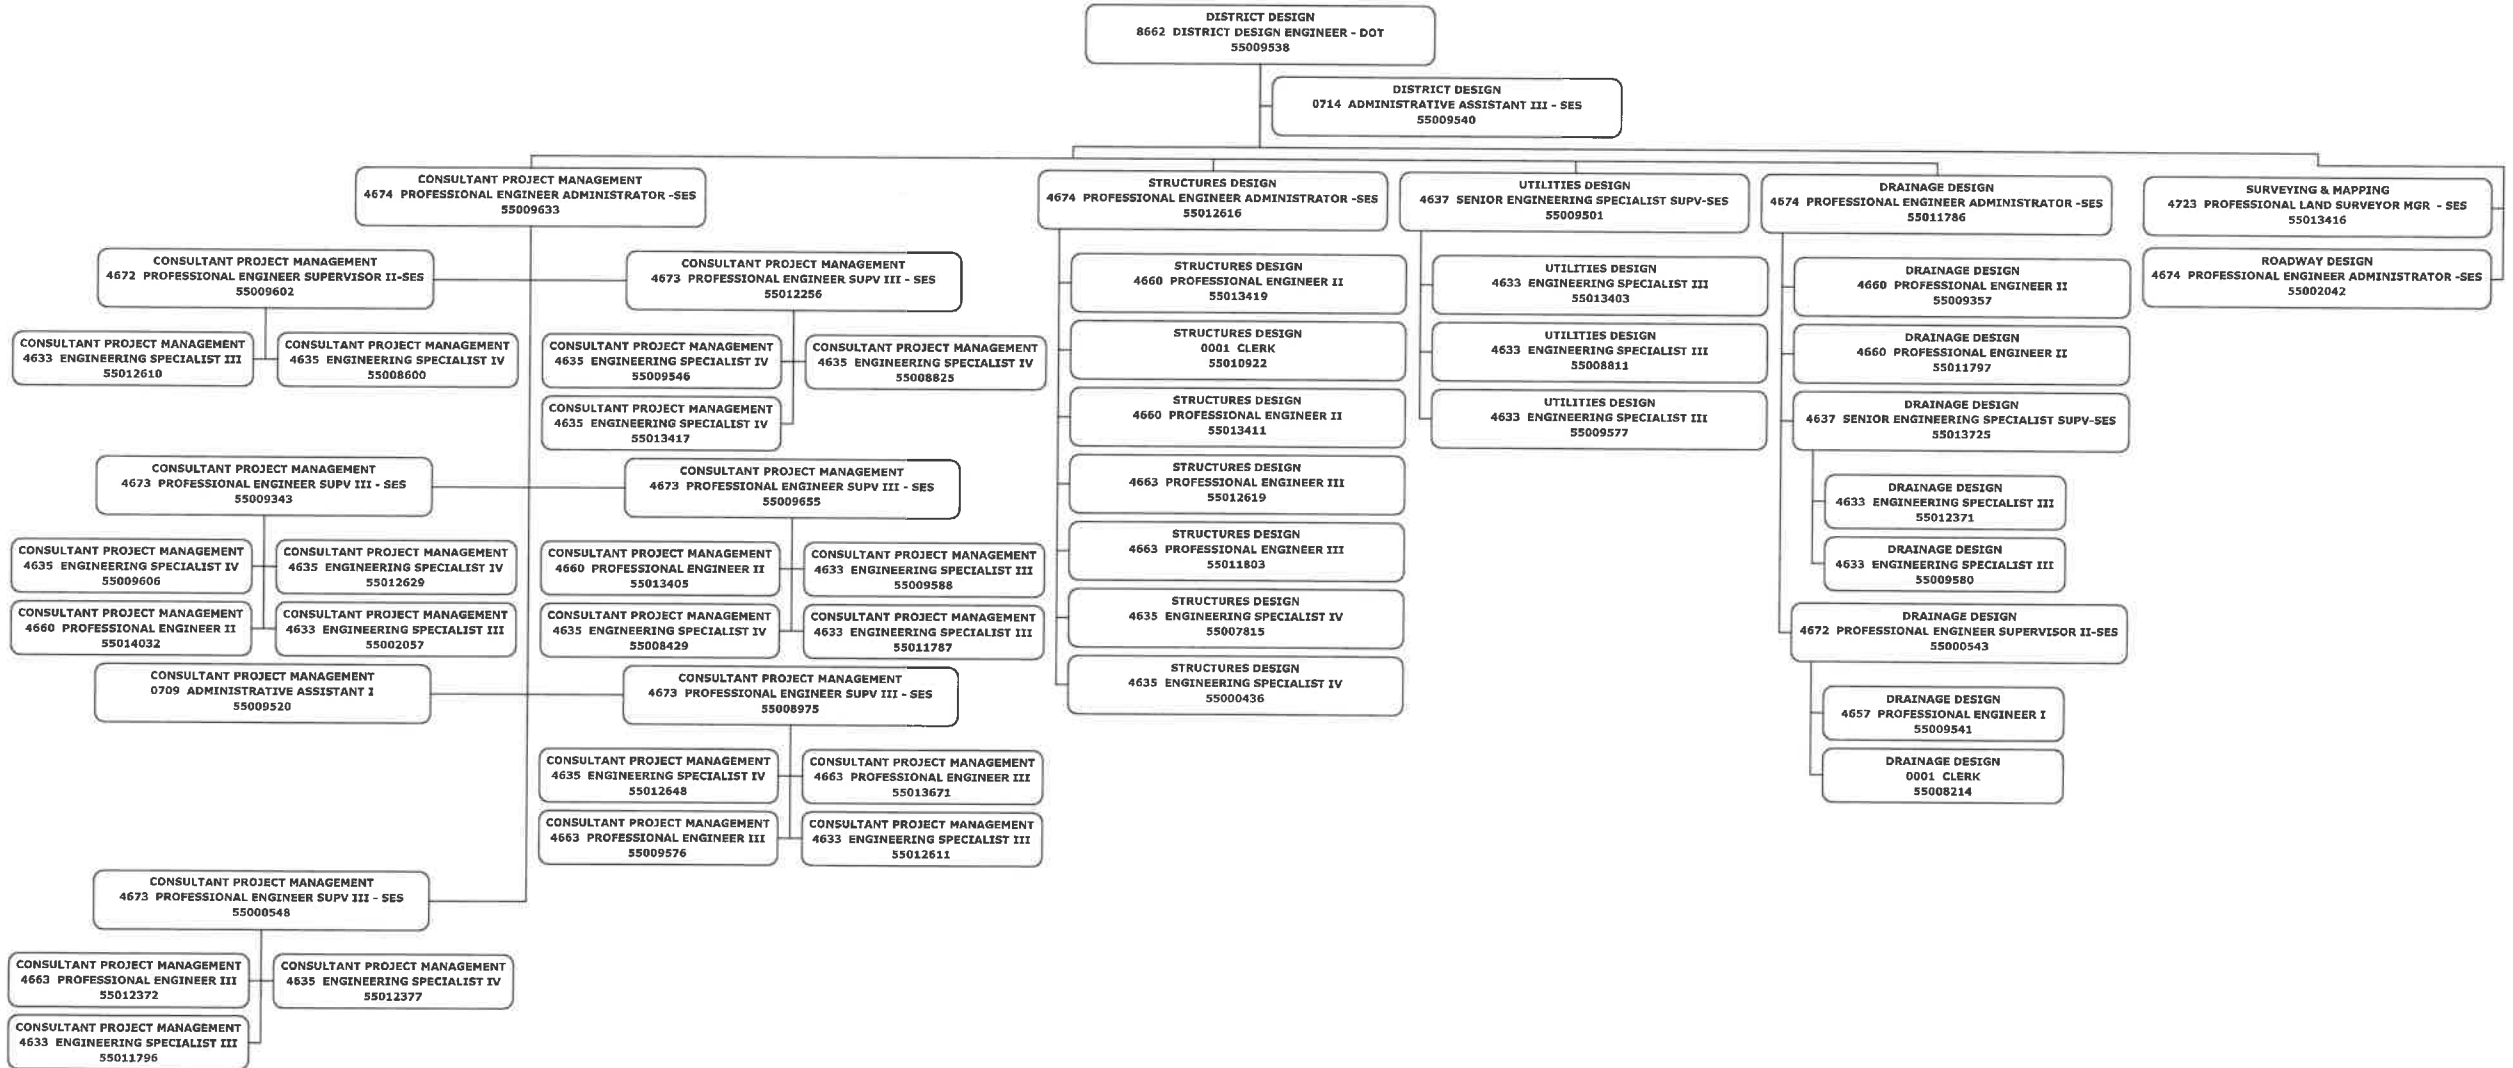 DISTRICT DESIGN
8662 DISTRICT DESIGN ENGINEER - DOT
55009538
DISTRICT DESIGN
0714 ADMINISTRATIVE ASSISTANT III - SES
55009540
CONSULTANT PROJECT MANAGEMENT
4674 PROFESSIONAL ENGINEER ADMINISTRATOR -SES
55009633
CONSULTANT PROJECT MANAGEMENT
4672 PROFESSIONAL ENGINEER SUPERVISOR II-SES
55009602
CONSULTANT PROJECT MANAGEMENT
4633 ENGINEERING SPECIALIST III
55012610
CONSULTANT PROJECT MANAGEMENT
4635 ENGINEERING SPECIALIST IV
55008600
CONSULTANT PROJECT MANAGEMENT
4673 PROFESSIONAL ENGINEER SUPV III - SES
55012256
CONSULTANT PROJECT MANAGEMENT
4635 ENGINEERING SPECIALIST IV
55009546
CONSULTANT PROJECT MANAGEMENT
4635 ENGINEERING SPECIALIST IV
55008825
CONSULTANT PROJECT MANAGEMENT
4635 ENGINEERING SPECIALIST IV
55013417
CONSULTANT PROJECT MANAGEMENT
4673 PROFESSIONAL ENGINEER SUPV III - SES
55009343
CONSULTANT PROJECT MANAGEMENT
4635 ENGINEERING SPECIALIST IV
55009606
CONSULTANT PROJECT MANAGEMENT
4635 ENGINEERING SPECIALIST IV
55012629
CONSULTANT PROJECT MANAGEMENT
4660 PROFESSIONAL ENGINEER II
55014032
CONSULTANT PROJECT MANAGEMENT
4633 ENGINEERING SPECIALIST III
55002057
CONSULTANT PROJECT MANAGEMENT
4673 PROFESSIONAL ENGINEER SUPV III - SES
55009655
CONSULTANT PROJECT MANAGEMENT
4660 PROFESSIONAL ENGINEER II
55013405
CONSULTANT PROJECT MANAGEMENT
4633 ENGINEERING SPECIALIST III
55009588
CONSULTANT PROJECT MANAGEMENT
4635 ENGINEERING SPECIALIST IV
55008429
CONSULTANT PROJECT MANAGEMENT
4633 ENGINEERING SPECIALIST III
55011787
CONSULTANT PROJECT MANAGEMENT
0709 ADMINISTRATIVE ASSISTANT I
55009520
CONSULTANT PROJECT MANAGEMENT
4673 PROFESSIONAL ENGINEER SUPV III - SES
55008975
CONSULTANT PROJECT MANAGEMENT
4635 ENGINEERING SPECIALIST IV
55012648
CONSULTANT PROJECT MANAGEMENT
4663 PROFESSIONAL ENGINEER III
55013671
CONSULTANT PROJECT MANAGEMENT
4663 PROFESSIONAL ENGINEER III
55009576
CONSULTANT PROJECT MANAGEMENT
4633 ENGINEERING SPECIALIST III
55012611
CONSULTANT PROJECT MANAGEMENT
4673 PROFESSIONAL ENGINEER SUPV III - SES
55000548
CONSULTANT PROJECT MANAGEMENT
4663 PROFESSIONAL ENGINEER III
55012372
CONSULTANT PROJECT MANAGEMENT
4635 ENGINEERING SPECIALIST IV
55012377
CONSULTANT PROJECT MANAGEMENT
4633 ENGINEERING SPECIALIST III
55011796
STRUCTURES DESIGN
4674 PROFESSIONAL ENGINEER ADMINISTRATOR -SES
55012616
STRUCTURES DESIGN
4660 PROFESSIONAL ENGINEER II
55013419
STRUCTURES DESIGN
0001 CLERK
55010922
STRUCTURES DESIGN
4660 PROFESSIONAL ENGINEER II
55013411
STRUCTURES DESIGN
4663 PROFESSIONAL ENGINEER III
55012619
STRUCTURES DESIGN
4663 PROFESSIONAL ENGINEER III
55011803
STRUCTURES DESIGN
4635 ENGINEERING SPECIALIST IV
55007815
STRUCTURES DESIGN
4635 ENGINEERING SPECIALIST IV
55000436
UTILITIES DESIGN
4637 SENIOR ENGINEERING SPECIALIST SUPV-SES
55009501
UTILITIES DESIGN
4633 ENGINEERING SPECIALIST III
55013403
UTILITIES DESIGN
4633 ENGINEERING SPECIALIST III
55008811
UTILITIES DESIGN
4633 ENGINEERING SPECIALIST III
55009577
DRAINAGE DESIGN
4674 PROFESSIONAL ENGINEER ADMINISTRATOR -SES
55011786
DRAINAGE DESIGN
4660 PROFESSIONAL ENGINEER II
55009357
DRAINAGE DESIGN
4660 PROFESSIONAL ENGINEER II
55011797
DRAINAGE DESIGN
4637 SENIOR ENGINEERING SPECIALIST SUPV-SES
55013725
DRAINAGE DESIGN
4633 ENGINEERING SPECIALIST III
55012371
DRAINAGE DESIGN
4633 ENGINEERING SPECIALIST III
55009580
DRAINAGE DESIGN
4672 PROFESSIONAL ENGINEER SUPERVISOR II-SES
55000543
DRAINAGE DESIGN
4657 PROFESSIONAL ENGINEER I
55009541
DRAINAGE DESIGN
0001 CLERK
55008214
SURVEYING & MAPPING
4723 PROFESSIONAL LAND SURVEYOR MGR - SES
55013416
ROADWAY DESIGN
4674 PROFESSIONAL ENGINEER ADMINISTRATOR -SES
55002042